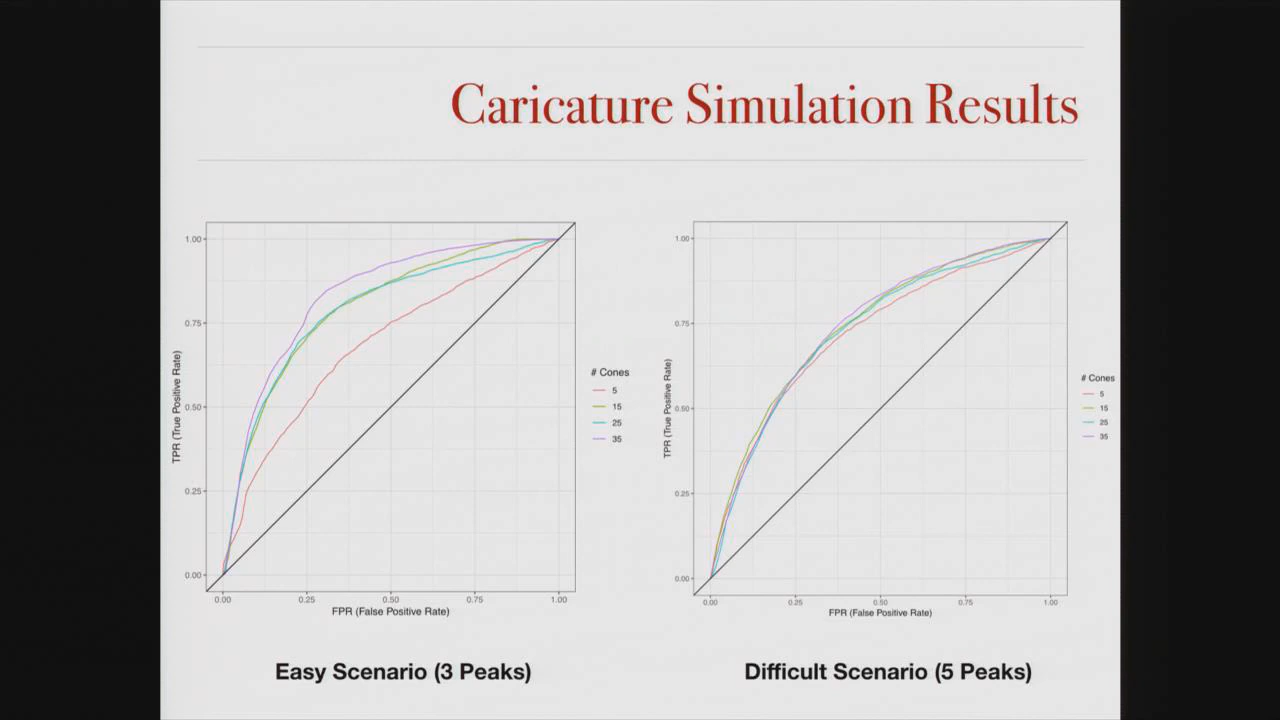 Caricature Simulation Results
1.00
0.75
0.50
0.25
0.00
TPR (True Positive Rate)
0.00 0.25 0.50 0.75 1.00
FPR (False Positive Rate)
# Cones
5
15
25
35
Easy Scenario (3 Peaks)
1.00
0.75
0.50
0.25
0.00
TPR (True Positive Rate)
0.00 0.25 0.50 0.75 1.00
FPR (False Positive Rate)
# Cones
5
15
25
35
Difficult Scenario (5 Peaks)